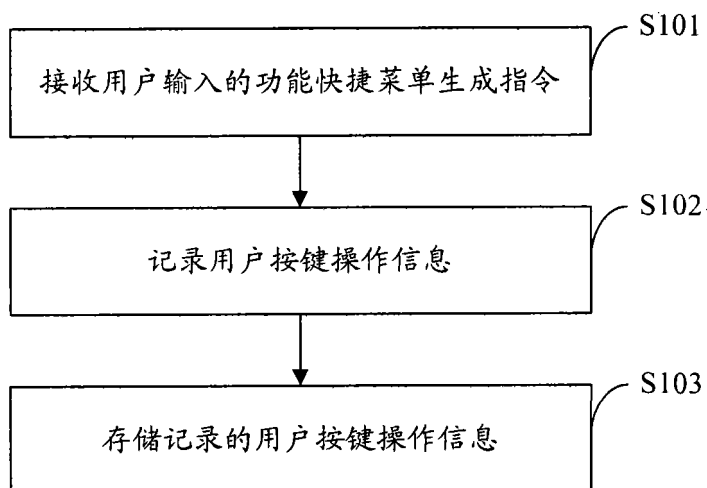 S101
接收用户输入的功能快捷菜单生成指令
S102
记录用户按键操作信息
S103
存储记录的用户按键操作信息